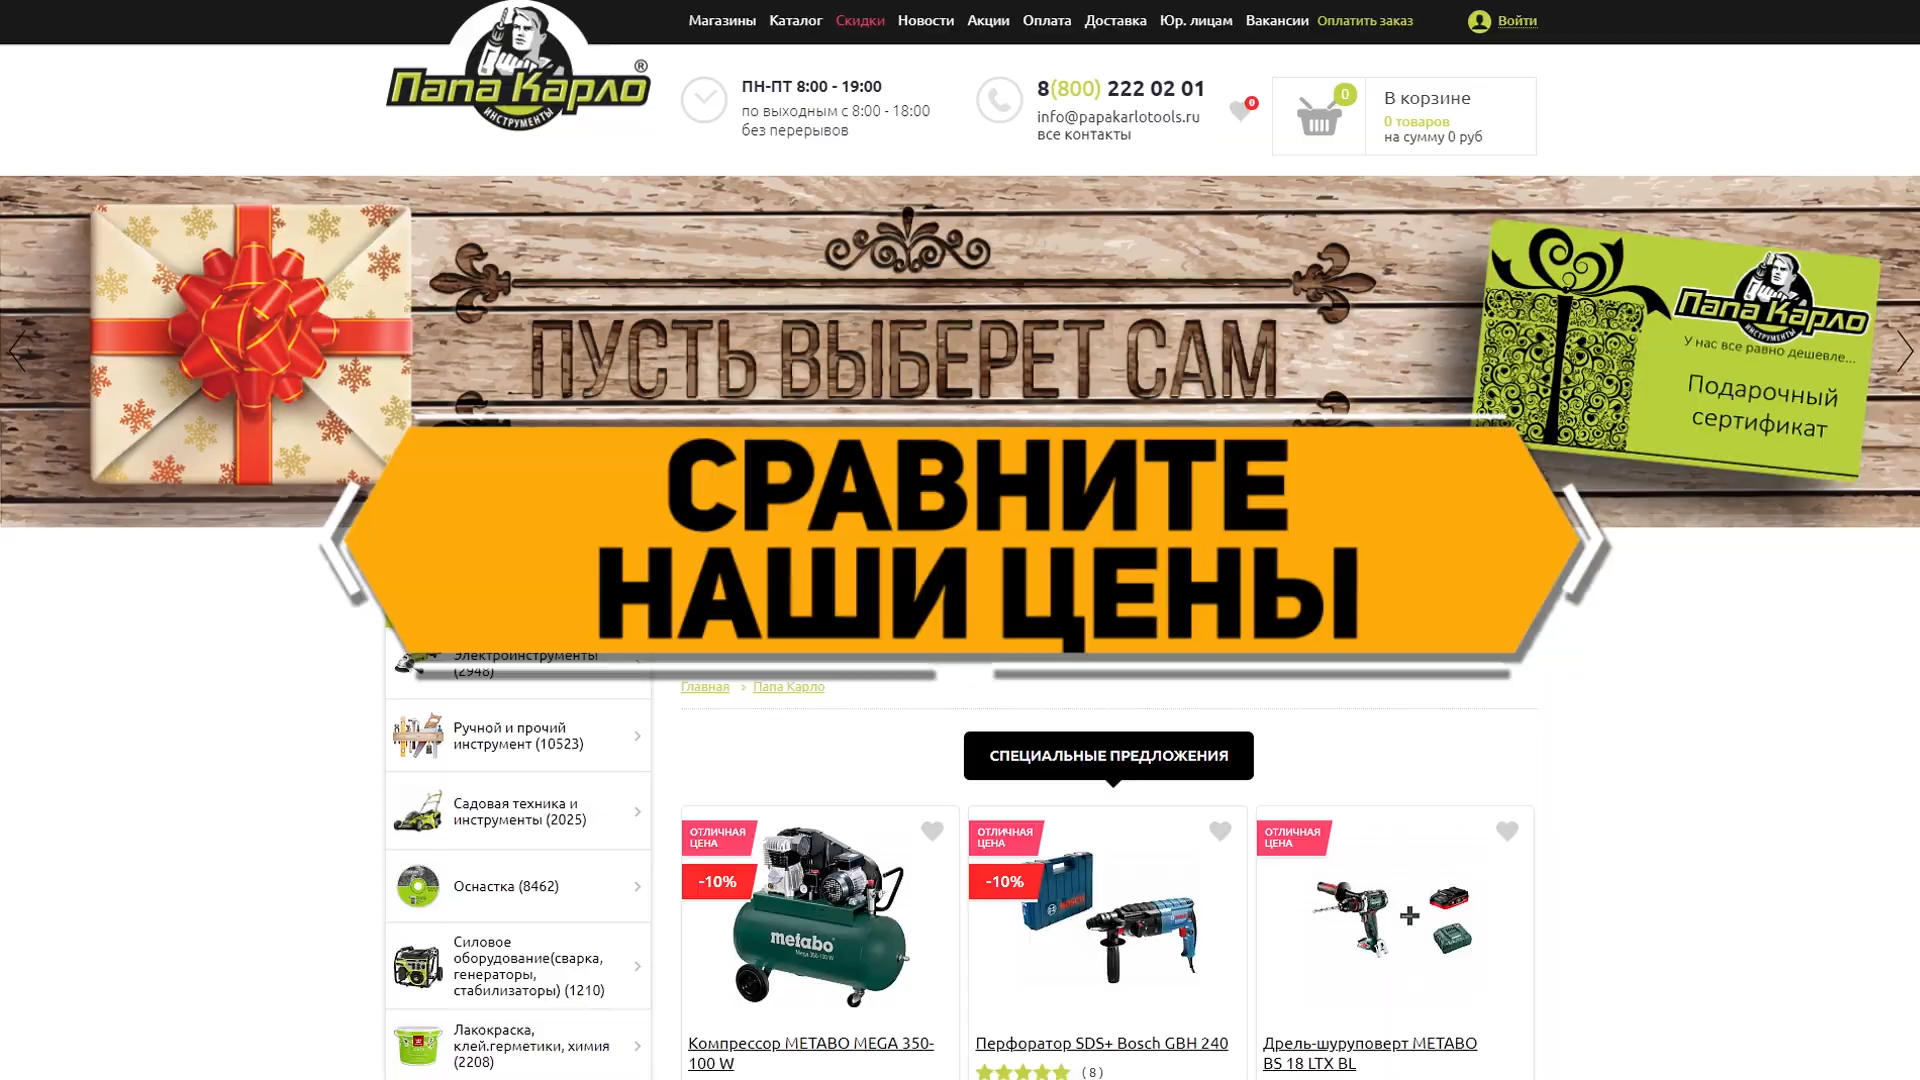 Магазины Каталог Скидки Новости Акции Оплата Доставка Юр. лицам Вакансии Оплатить заказ Войти
Папа Карло ®
ИНСТРУМЕНТЫ
ПН-ПТ 8:00 - 19:00
по выходным с 8:00 - 18:00
без перерывов
8(800) 222 02 01
info@papakarlotools.ru
все контакты
0
0
В корзине
0 товаров
на сумму 0 руб
ПУСТЬ ВЫБЕРЕТ САМ
Папа Карло
ИНСТРУМЕНТЫ
У нас все равно дешевле...
Подарочный
сертификат
СРАВНИТЕ
НАШИ ЦЕНЫ
Электроинструменты
(2948)
Ручной и прочий
инструмент (10523)
Садовая техника и
инструменты (2025)
Оснастка (8462)
Силовое
оборудование(сварка,
генераторы,
стабилизаторы) (1210)
Лакокраска,
клей.герметики, химия
(2208)
Главная > Папа Карло
СПЕЦИАЛЬНЫЕ ПРЕДЛОЖЕНИЯ
ОТЛИЧНАЯ
ЦЕНА
-10%
metabo
Mega 350-100 W
Компрессор METABO MEGA 350-
100 W
ОТЛИЧНАЯ
ЦЕНА
-10%
BOSCH
Перфоратор SDS+ Bosch GBH 240
( 8 )
ОТЛИЧНАЯ
ЦЕНА
Дрель-шуруповерт METABO
BS 18 LTX BL